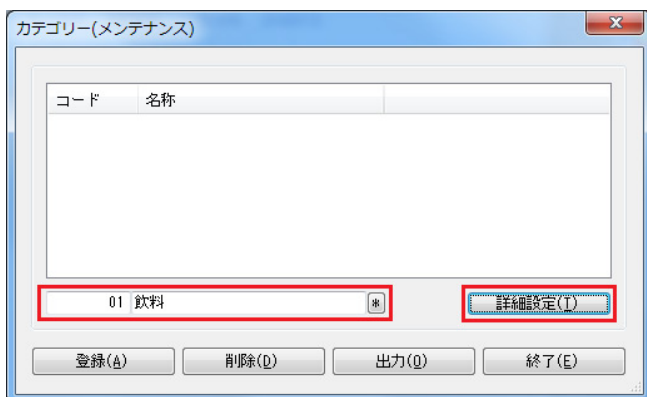 カテゴリー(メンテナンス)
コード 名称
01 飲料 * 詳細設定(T)
登録(A) 削除(D) 出力(O) 終了(E)